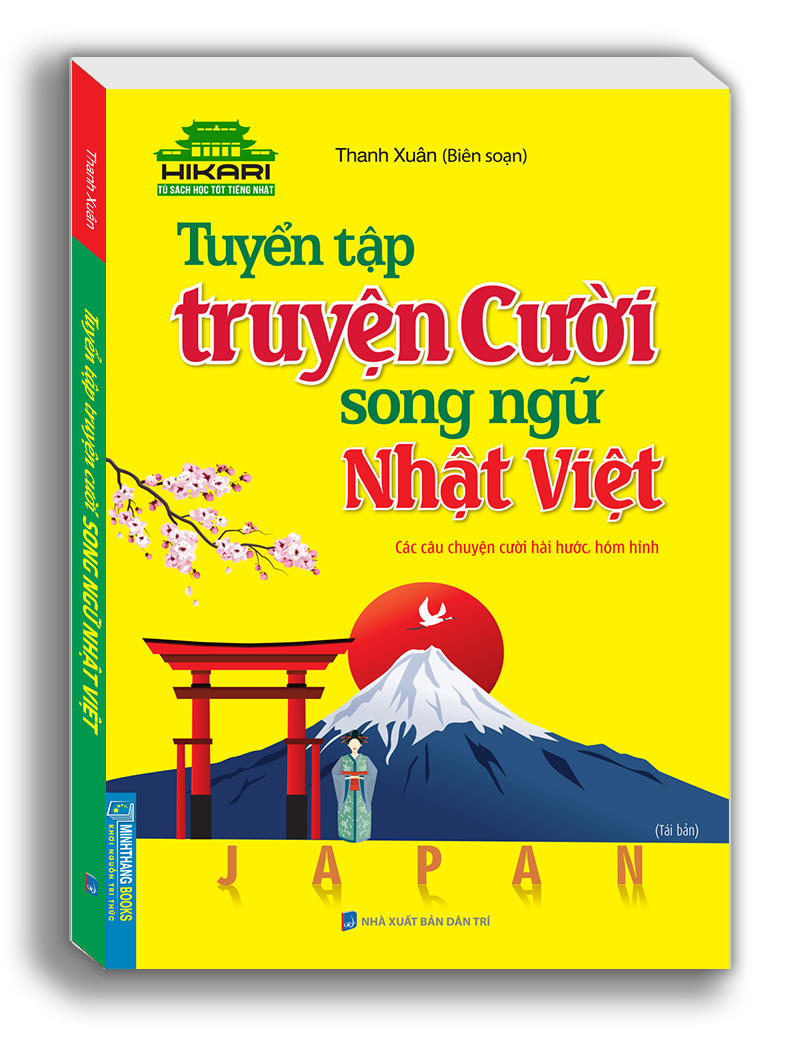 HIKARI
TỦ SÁCH HỌC TỐT TIẾNG NHẬT
Thanh Xuân (Biên soạn)
Tuyển tập
truyện Cười
song ngữ
Nhật Việt
Các câu chuyện cười hài hước, hóm hỉnh
(Tái bản)
JAPAN
NHÀ XUẤT BẢN DÂN TRÍ
Thanh Xuân
Tuyển tập truyện cười SONG NGỮ NHẬT VIỆT
MINHTHANG BOOKS
KHƠI NGUỒN TRI THỨC